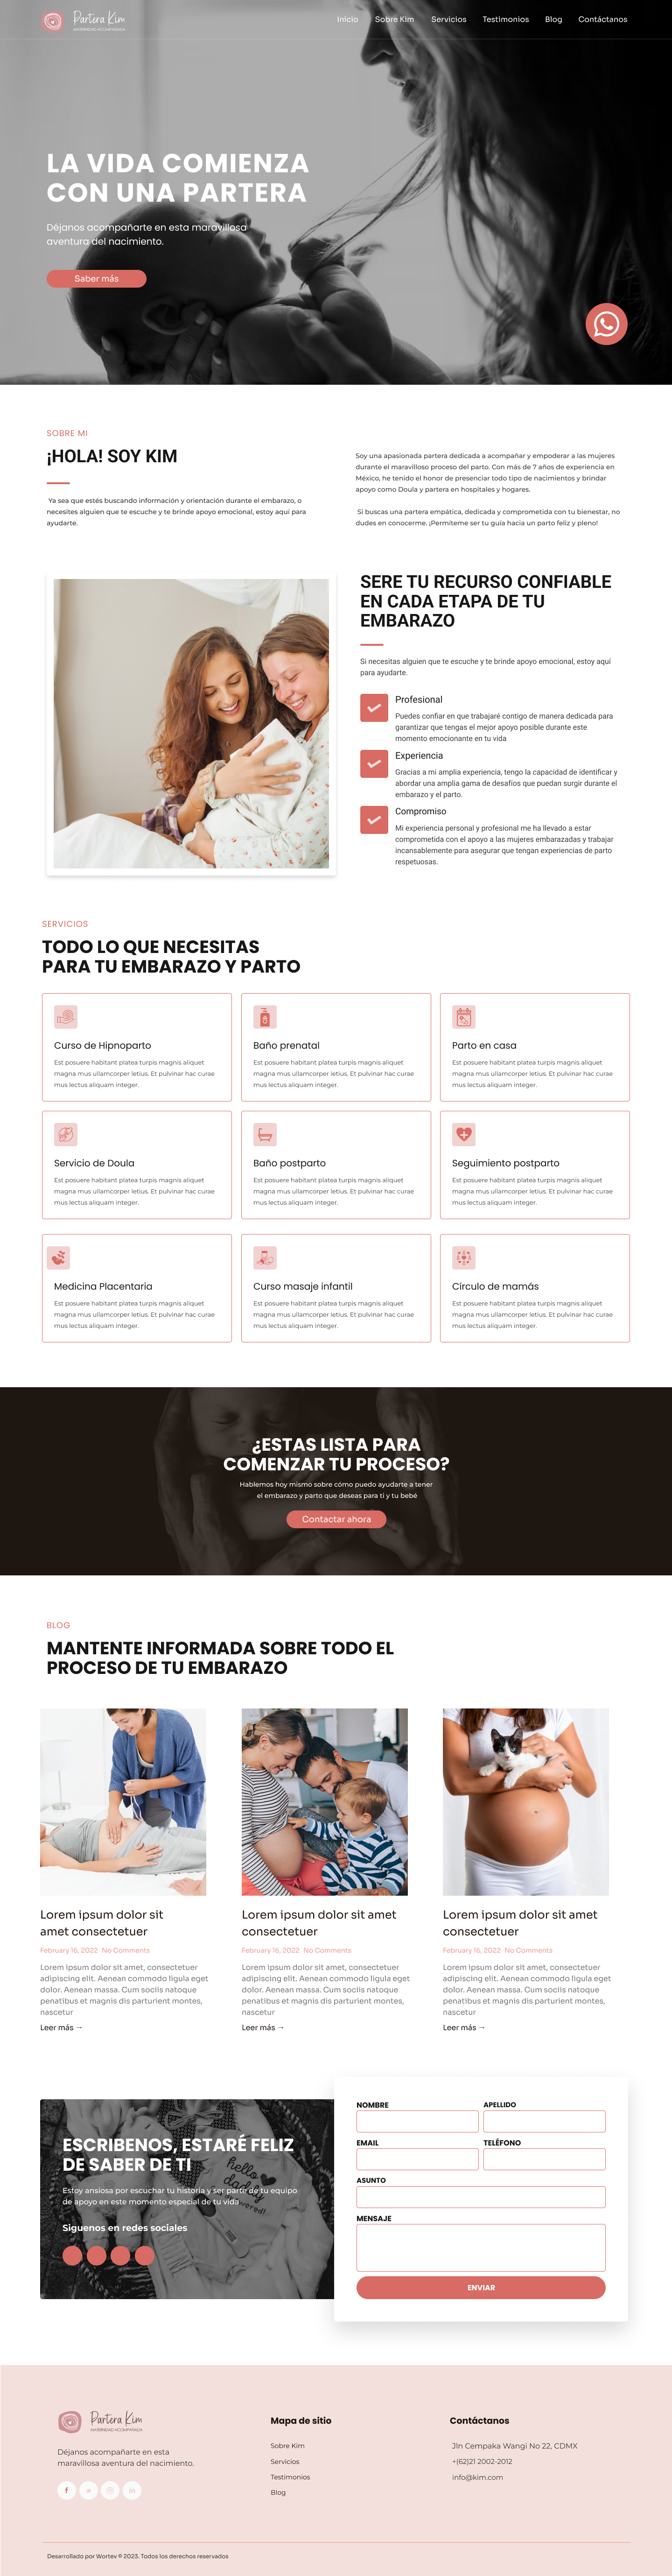 Partera Kim
MATERNIDAD ACOMPAÑADA
Inicio
Sobre Kim
Servicios
Testimonios
Blog
Contáctanos
LA VIDA COMIENZA
CON UNA PARTERA
Déjanos acompañarte en esta maravillosa
aventura del nacimiento.
Saber más
SOBRE MI
¡HOLA! SOY KIM
Ya sea que estés buscando información y orientación durante el embarazo, o
necesites alguien que te escuche y te brinde apoyo emocional, estoy aquí para
ayudarte.
Soy una apasionada partera dedicada a acompañar y empoderar a las mujeres
durante el maravilloso proceso del parto. Con más de 7 años de experiencia en
México, he tenido el honor de presenciar todo tipo de nacimientos y brindar
apoyo como Doula y partera en hospitales y hogares.
Si buscas una partera empática, dedicada y comprometida con tu bienestar, no
dudes en conocerme. ¡Permíteme ser tu guía hacia un parto feliz y pleno!
SERE TU RECURSO CONFIABLE
EN CADA ETAPA DE TU
EMBARAZO
Si necesitas alguien que te escuche y te brinde apoyo emocional, estoy aquí
para ayudarte.
Profesional
Puedes confiar en que trabajaré contigo de manera dedicada para
garantizar que tengas el mejor apoyo posible durante este
momento emocionante en tu vida
Experiencia
Gracias a mi amplia experiencia, tengo la capacidad de identificar y
abordar una amplia gama de desafíos que puedan surgir durante el
embarazo y el parto.
Compromiso
Mi experiencia personal y profesional me ha llevado a estar
comprometida con el apoyo a las mujeres embarazadas y trabajar
incansablemente para asegurar que tengan experiencias de parto
respetuosas.
SERVICIOS
TODO LO QUE NECESITAS
PARA TU EMBARAZO Y PARTO
Curso de Hipnoparto
Est posuere habitant platea turpis magnis aliquet
magna mus ullamcorper letius. Et pulvinar hac curae
mus lectus aliquam integer.
Baño prenatal
Est posuere habitant platea turpis magnis aliquet
magna mus ullamcorper letius. Et pulvinar hac curae
mus lectus aliquam integer.
Parto en casa
Est posuere habitant platea turpis magnis aliquet
magna mus ullamcorper letius. Et pulvinar hac curae
mus lectus aliquam integer.
Servicio de Doula
Est posuere habitant platea turpis magnis aliquet
magna mus ullamcorper letius. Et pulvinar hac curae
mus lectus aliquam integer.
Baño postparto
Est posuere habitant platea turpis magnis aliquet
magna mus ullamcorper letius. Et pulvinar hac curae
mus lectus aliquam integer.
Seguimiento postparto
Est posuere habitant platea turpis magnis aliquet
magna mus ullamcorper letius. Et pulvinar hac curae
mus lectus aliquam integer.
Medicina Placentaria
Est posuere habitant platea turpis magnis aliquet
magna mus ullamcorper letius. Et pulvinar hac curae
mus lectus aliquam integer.
Curso masaje infantil
Est posuere habitant platea turpis magnis aliquet
magna mus ullamcorper letius. Et pulvinar hac curae
mus lectus aliquam integer.
Círculo de mamás
Est posuere habitant platea turpis magnis aliquet
magna mus ullamcorper letius. Et pulvinar hac curae
mus lectus aliquam integer.
¿ESTAS LISTA PARA
COMENZAR TU PROCESO?
Hablemos hoy mismo sobre cómo puedo ayudarte a tener
el embarazo y parto que deseas para ti y tu bebé
Contactar ahora
BLOG
MANTENTE INFORMADA SOBRE TODO EL
PROCESO DE TU EMBARAZO
Lorem ipsum dolor sit
amet consectetuer
February 16, 2022 No Comments
Lorem ipsum dolor sit amet, consectetuer
adipiscing elit. Aenean commodo ligula eget
dolor. Aenean massa. Cum sociis natoque
penatibus et magnis dis parturient montes,
nascetur
Leer más →
Lorem ipsum dolor sit amet
consectetuer
February 16, 2022 No Comments
Lorem ipsum dolor sit amet, consectetuer
adipiscing elit. Aenean commodo ligula eget
dolor. Aenean massa. Cum sociis natoque
penatibus et magnis dis parturient montes,
nascetur
Leer más →
Lorem ipsum dolor sit amet
consectetuer
February 16, 2022 No Comments
Lorem ipsum dolor sit amet, consectetuer
adipiscing elit. Aenean commodo ligula eget
dolor. Aenean massa. Cum sociis natoque
penatibus et magnis dis parturient montes,
nascetur
Leer más →
ESCRIBENOS, ESTARÉ FELIZ
DE SABER DE TI
Estoy ansiosa por escuchar tu historia y ser parte de tu equipo
de apoyo en este momento especial de tu vida
Siguenos en redes sociales
hello
daddy
NOMBRE
APELLIDO
EMAIL
TELÉFONO
ASUNTO
MENSAJE
ENVIAR
Partera Kim
MATERNIDAD ACOMPAÑADA
Déjanos acompañarte en esta
maravillosa aventura del nacimiento.
Mapa de sitio
Sobre Kim
Servicios
Testimonios
Blog
Contáctanos
Jln Cempaka Wangi No 22, CDMX
+(62)21 2002-2012
info@kim.com
Desarrollado por Wortev © 2023. Todos los derechos reservados